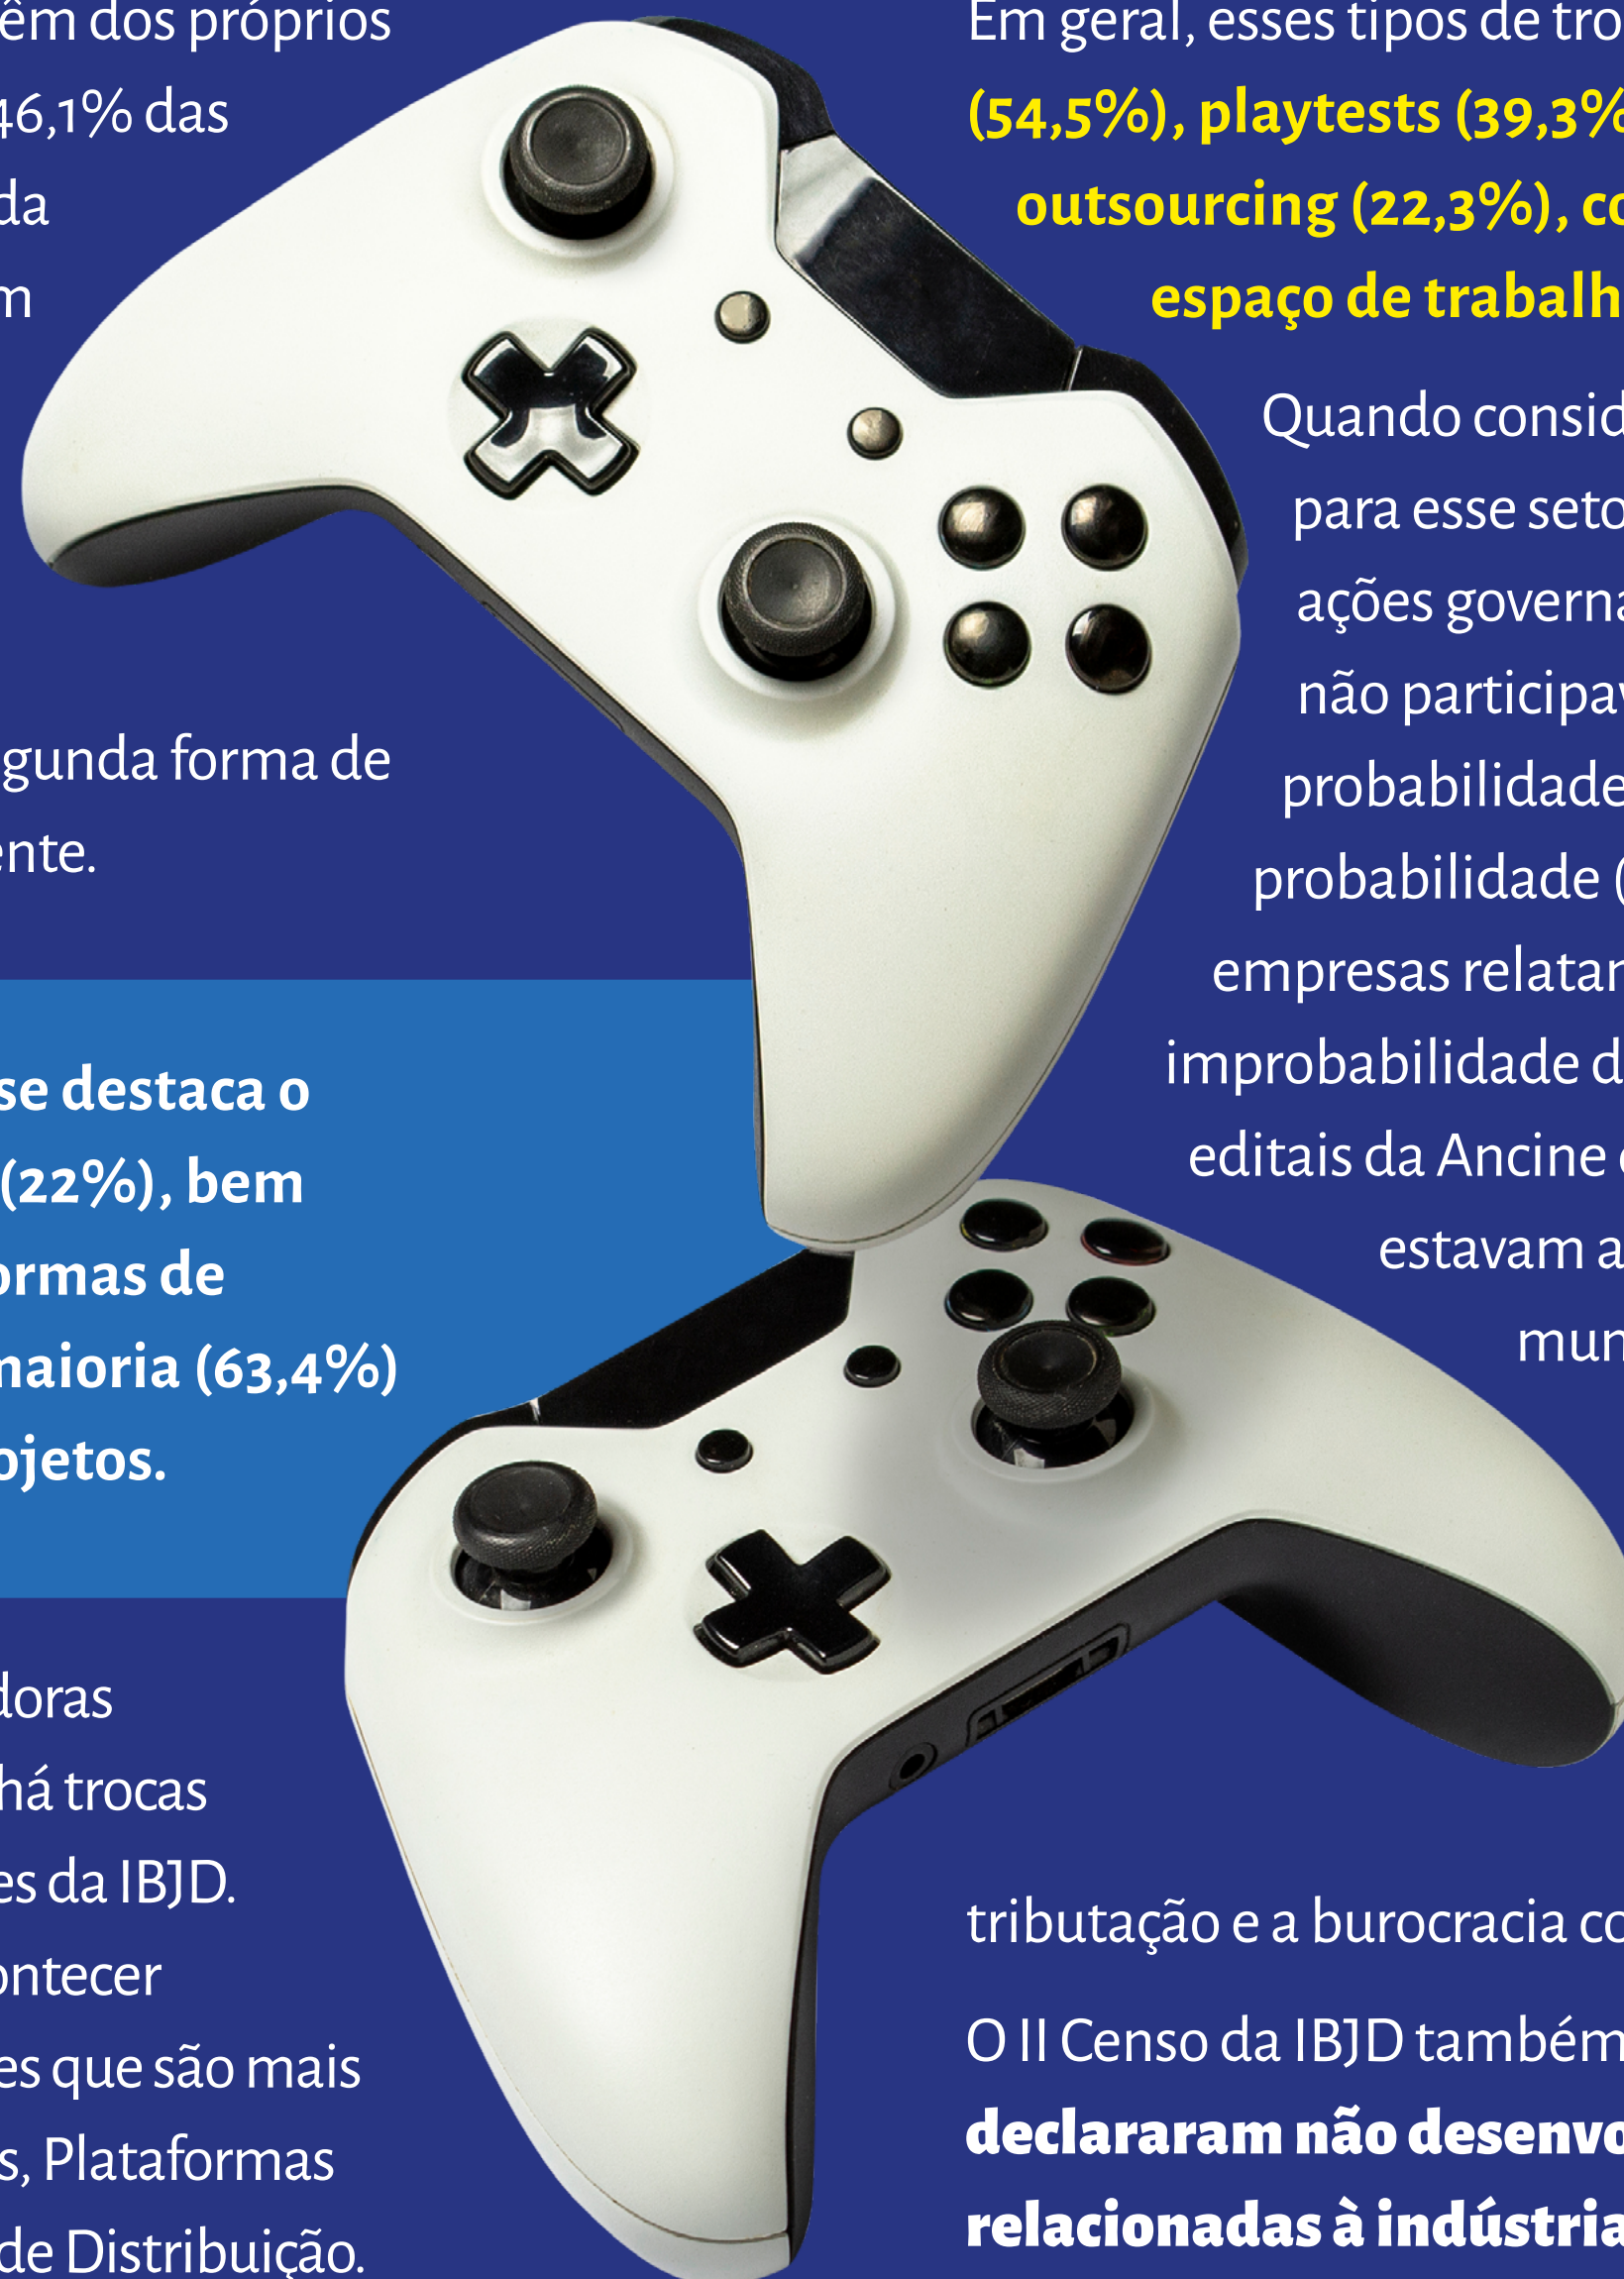 êm dos próprios
46,1% das
da
m
gunda forma de
ente.
se destaca o
(22%), bem
ormas de
maioria (63,4%)
ojetos.
doras
há trocas
es da IBJD.
ontecer
es que são mais
s, Plataformas
de Distribuição.
Em geral, esses tipos de tro
(54,5%), playtests (39,3%
outsourcing (22,3%), co
espaço de trabalh
Quando consid
para esse seto
ações governa
não participav
probabilidade
probabilidade (
empresas relatar
improbabilidade d
editais da Ancine
estavam a
mun
tributação e a burocracia co
O II Censo da IBJD também
declararam não desenvo
relacionadas à indústria